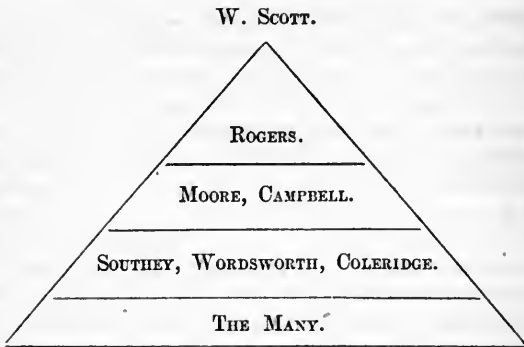 W. Scott.
Rogers.
Moore, Campbell.
Southey, Wordsworth, Coleridge.
The Many.